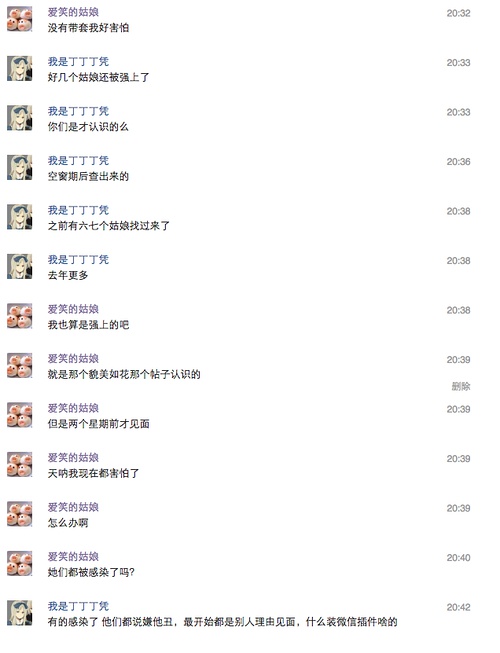 爱笑的姑娘 20:32
没有带套我好害怕
我是丁丁丁凭 20:33
好几个姑娘还被强上了
我是丁丁丁凭 20:33
你们是才认识的么
我是丁丁丁凭 20:36
空窗期后查出来的
我是丁丁丁凭 20:38
之前有六七个姑娘找过来了
我是丁丁丁凭 20:38
去年更多
爱笑的姑娘 20:38
我也算是强上的吧
爱笑的姑娘 20:39
就是那个貌美如花那个帖子认识的
删除
爱笑的姑娘 20:39
但是两个星期前才见面
爱笑的姑娘 20:39
天呐我现在都害怕了
爱笑的姑娘 20:39
怎么办啊
爱笑的姑娘 20:40
她们都被感染了吗?
我是丁丁丁凭 20:42
有的感染了 他们都说嫌他丑，最开始都是别人理由见面，什么装微信插件啥的